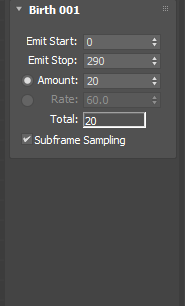 Birth 001
Emit Start: 0
Emit Stop: 290
Amount: 20
Rate: 60.0
Total: 20
Subframe Sampling